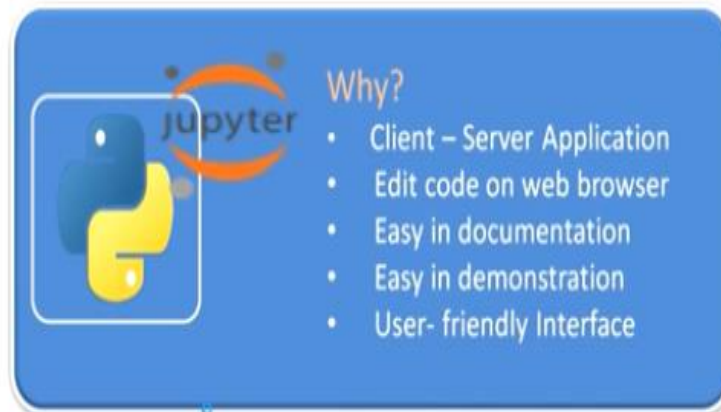 jupyter
Why?
• Client – Server Application
• Edit code on web browser
• Easy in documentation
• Easy in demonstration
• User- friendly Interface